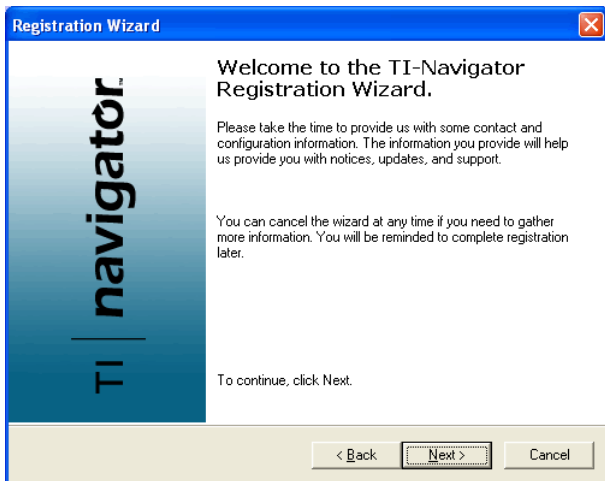 Registration Wizard
Welcome to the TI-Navigator
Registration Wizard.
Please take the time to provide us with some contact and
configuration information. The information you provide will help
us provide you with notices, updates, and support.
You can cancel the wizard at any time if you need to gather
more information. You will be reminded to complete registration
later.
To continue, click Next.
TI | navigator™
< Back
Next >
Cancel